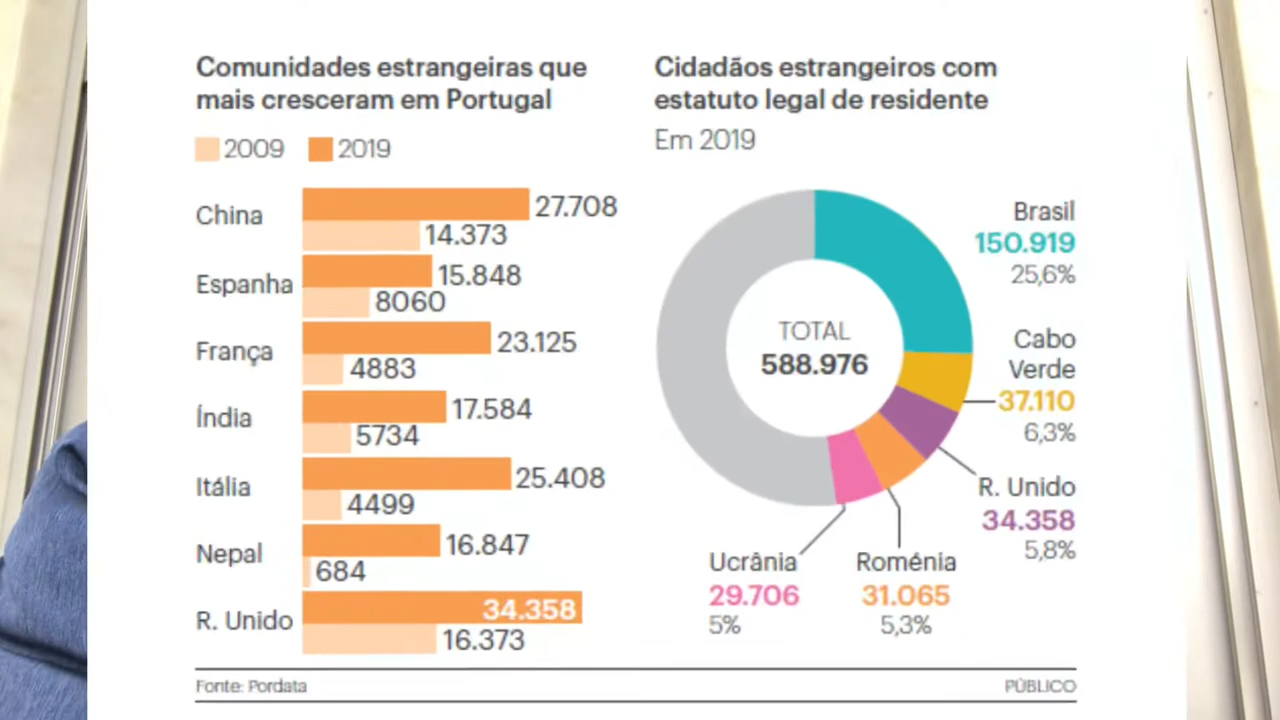 Comunidades estrangeiras que
mais cresceram em Portugal
2009 2019
China
27.708
14.373
Espanha
15.848
8060
França
23.125
4883
Índia
17.584
5734
Itália
25.408
4499
Nepal
16.847
684
R. Unido
34.358
16.373
Cidadãos estrangeiros com
estatuto legal de residente
Em 2019
TOTAL
588.976
Brasil
150.919
25,6%
Cabo
Verde
37.110
6,3%
R. Unido
34.358
5,8%
Roménia
31.065
5,3%
Ucrânia
29.706
5%
Fonte: Pordata
PÚBLICO